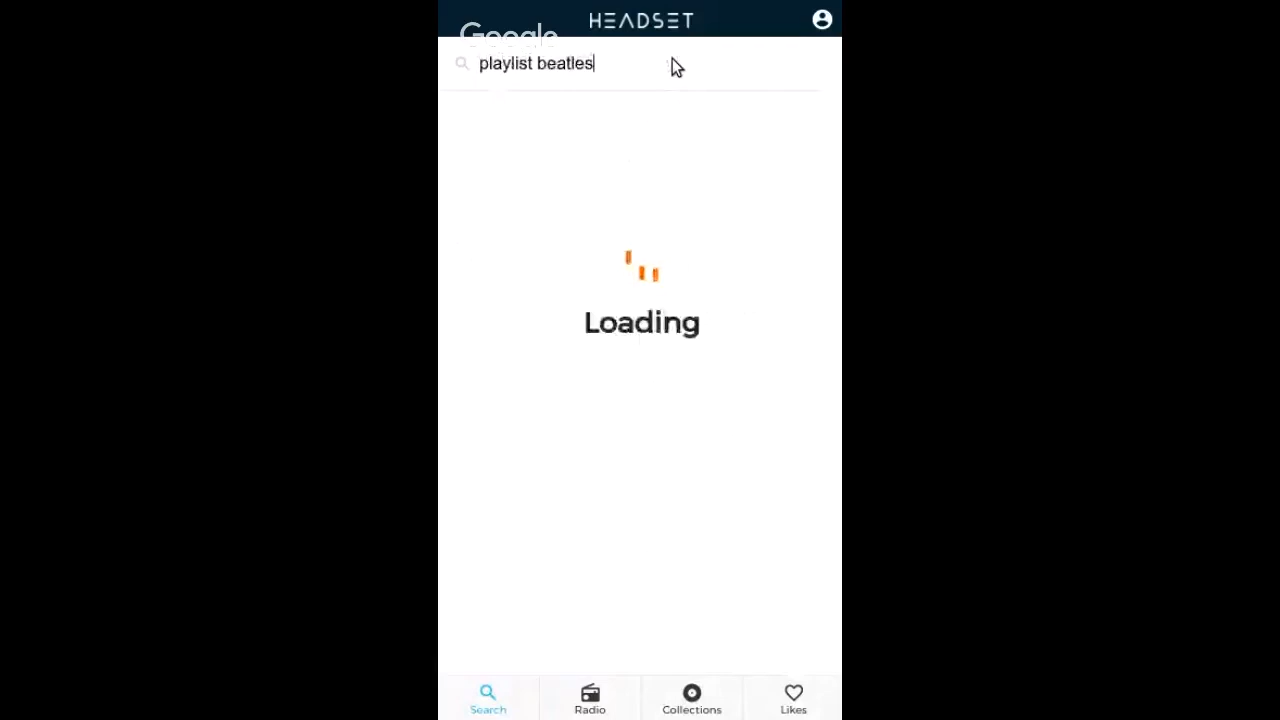 HEADSET
Google
playlist beatles
Loading
Search
Radio
Collections
Likes